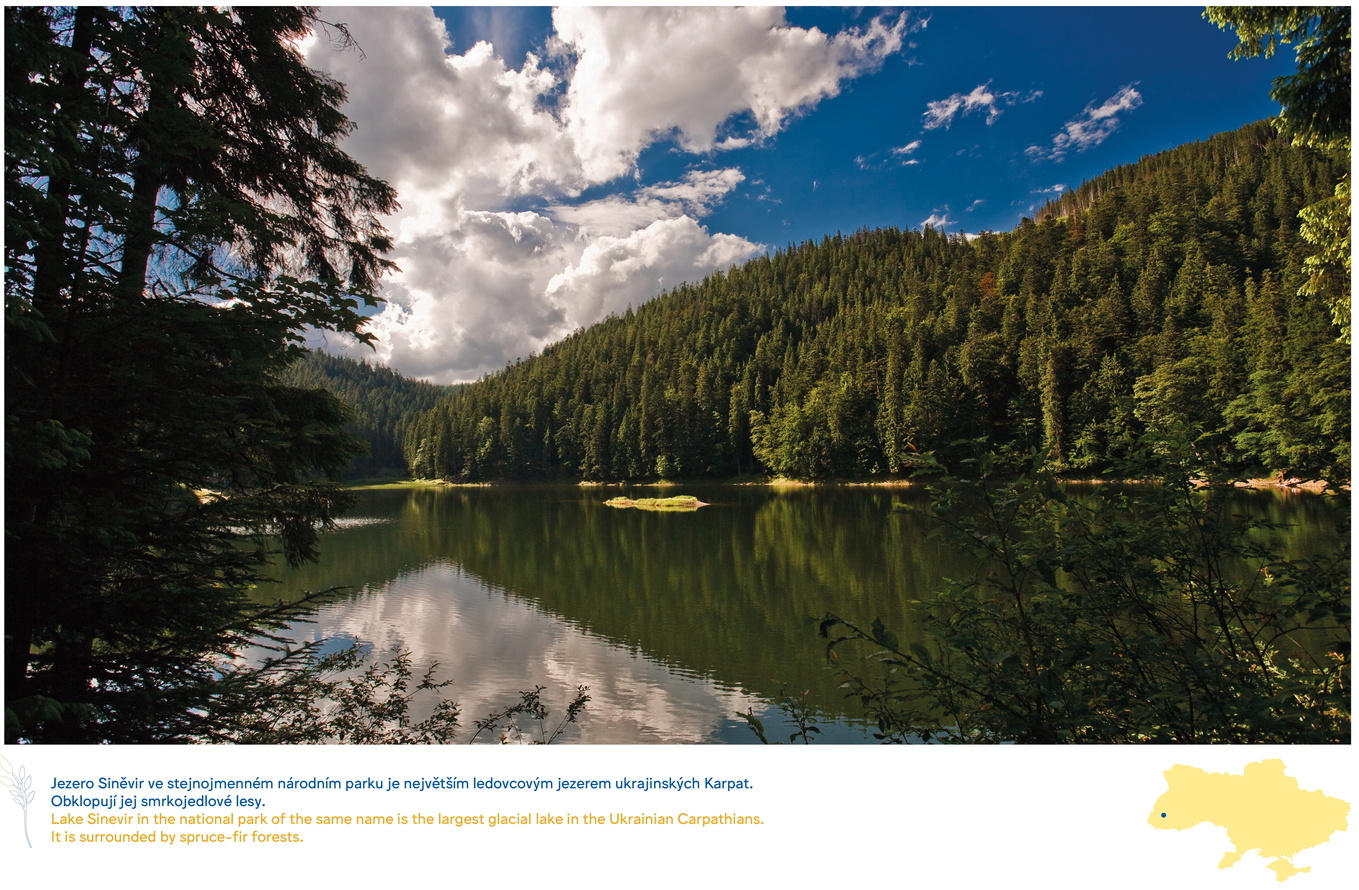 Jezero Siněvir ve stejnojmenném národním parku je největším ledovcovým jezerem ukrajinských Karpat.
Obklopují jej smrkojedlové lesy.
Lake Sinevir in the national park of the same name is the largest glacial lake in the Ukrainian Carpathians.
It is surrounded by spruce-fir forests.